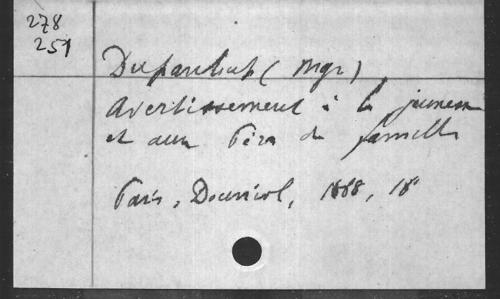 278
251
Dupanloup (Mgr)
Avertissement à la jeunesse
et aux Pères de famille
Paris, Douniol, 1868, 18°